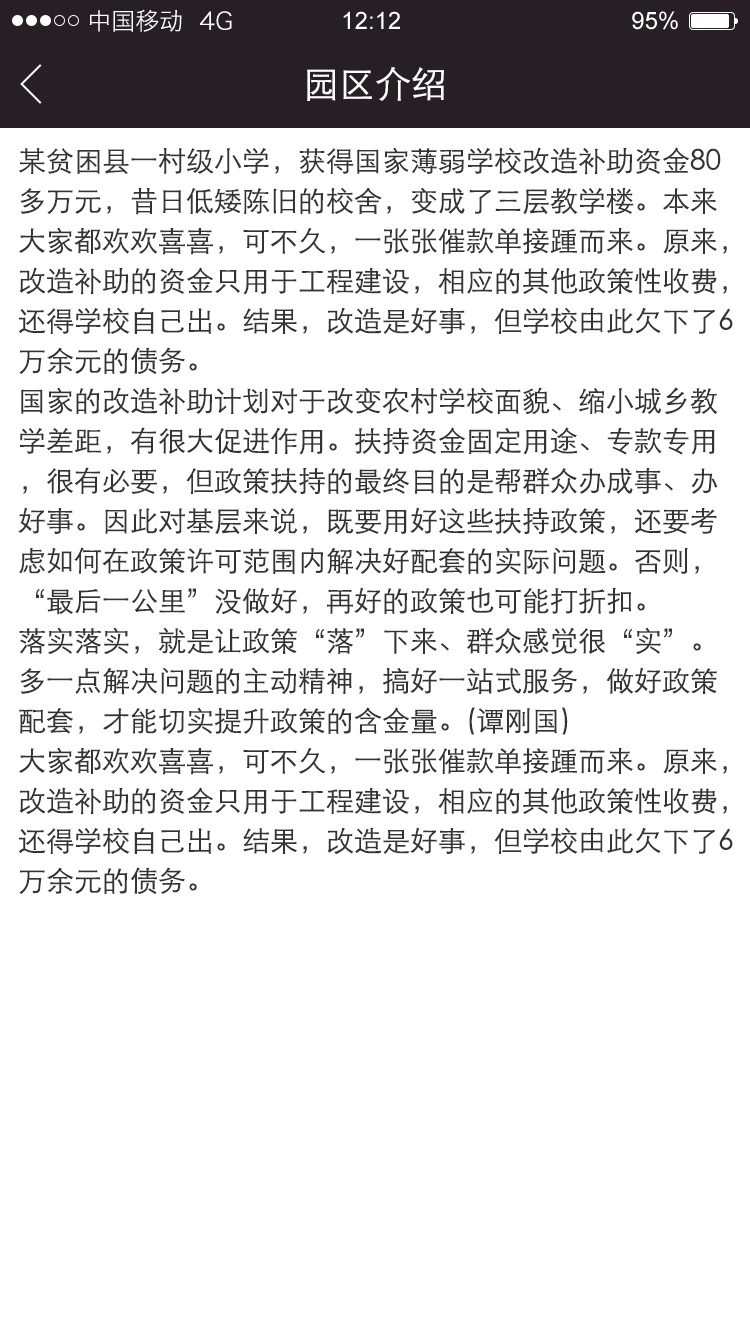 中国移动 4G 12:12 95%
园区介绍
某贫困县一村级小学，获得国家薄弱学校改造补助资金80
多万元，昔日低矮陈旧的校舍，变成了三层教学楼。本来
大家都欢欢喜喜，可不久，一张张催款单接踵而来。原来，
改造补助的资金只用于工程建设，相应的其他政策性收费，
还得学校自己出。结果，改造是好事，但学校由此欠下了6
万余元的债务。
国家的改造补助计划对于改变农村学校面貌、缩小城乡教
学差距，有很大促进作用。扶持资金固定用途、专款专用
，很有必要，但政策扶持的最终目的是帮群众办成事、办
好事。因此对基层来说，既要用好这些扶持政策，还要考
虑如何在政策许可范围内解决好配套的实际问题。否则，
“最后一公里”没做好，再好的政策也可能打折扣。
落实落实，就是让政策“落”下来、群众感觉很“实”。
多一点解决问题的主动精神，搞好一站式服务，做好政策
配套，才能切实提升政策的含金量。(谭刚国)
大家都欢欢喜喜，可不久，一张张催款单接踵而来。原来，
改造补助的资金只用于工程建设，相应的其他政策性收费，
还得学校自己出。结果，改造是好事，但学校由此欠下了6
万余元的债务。